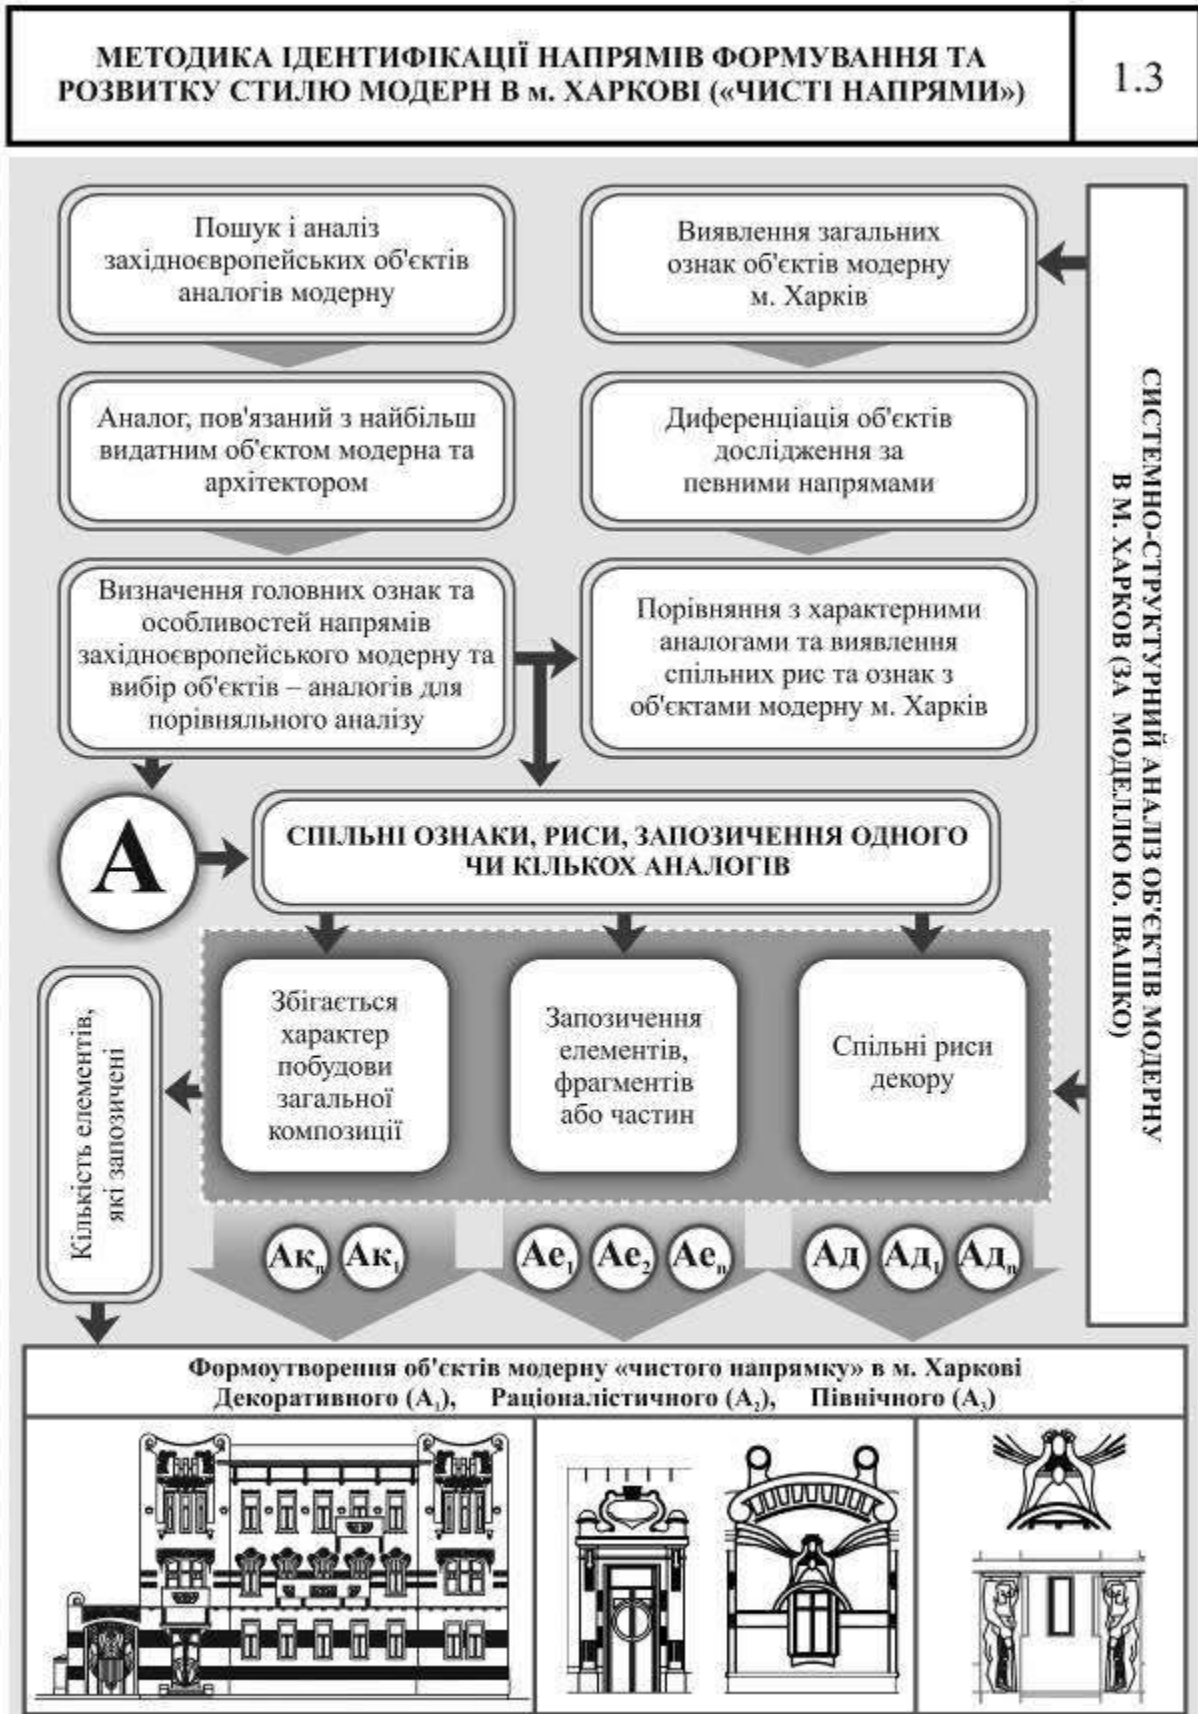 МЕТОДИКА ІДЕНТИФІКАЦІЇ НАПРЯМІВ ФОРМУВАННЯ ТА
РОЗВИТКУ СТИЛЮ МОДЕРН В м. ХАРКОВІ («ЧИСТІ НАПРЯМИ»)
1.3
Пошук і аналіз
західноєвропейських об'єктів
аналогів модерну
Виявлення загальних
ознак об'єктів модерну
м. Харків
Аналог, пов'язаний з найбільш
видатним об'єктом модерна та
архітектором
Диференціація об'єктів
дослідження за
певними напрямами
Визначення головних ознак та
особливостей напрямів
західноєвропейського модерну та
вибір об'єктів – аналогів для
порівняльного аналізу
Порівняння з характерними
аналогами та виявлення
спільних рис та ознак з
об'єктами модерну м. Харків
СИСТЕМНО-СТРУКТУРНИЙ АНАЛІЗ ОБ'ЄКТІВ МОДЕРНУ
В М. ХАРКОВ (ЗА МОДЕЛЛЮ Ю. ІВАШКО)
А
СПІЛЬНІ ОЗНАКИ, РИСИ, ЗАПОЗИЧЕННЯ ОДНОГО
ЧИ КІЛЬКОХ АНАЛОГІВ
Кількість елементів,
які запозичені
Збігається
характер
побудови
загальної
композиції
Запозичення
елементів,
фрагментів
або частин
Спільні риси
декору
Акₙ Ак₁ Ае₁ Ае₂ Аеₙ Ад Ад₁ Адₙ
Формоутворення об'єктів модерну «чистого напрямку» в м. Харкові
Декоративного (А₁), Раціоналістичного (А₂), Північного (А₃)